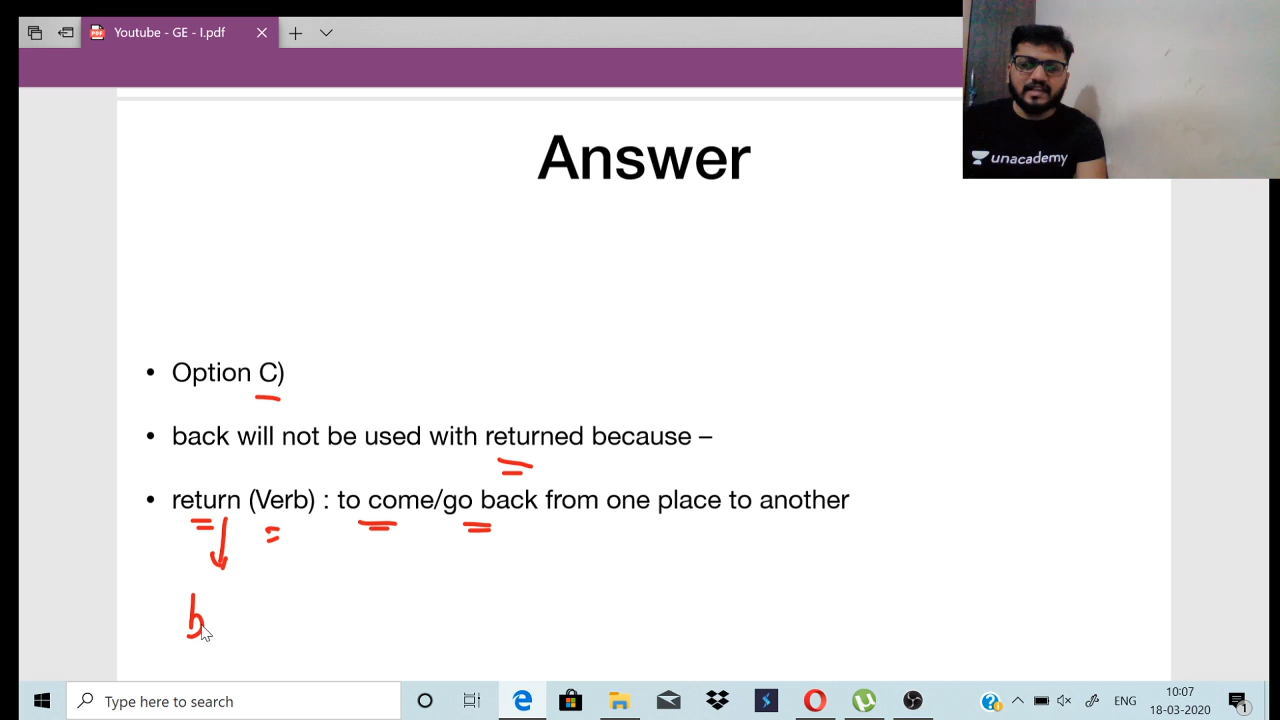 Youtube - GE - I.pdf
unacademy
Answer
• Option C)
• back will not be used with returned because –
• return (Verb) : to come/go back from one place to another
b
Type here to search
ENG
10:07
18-03-2020
1